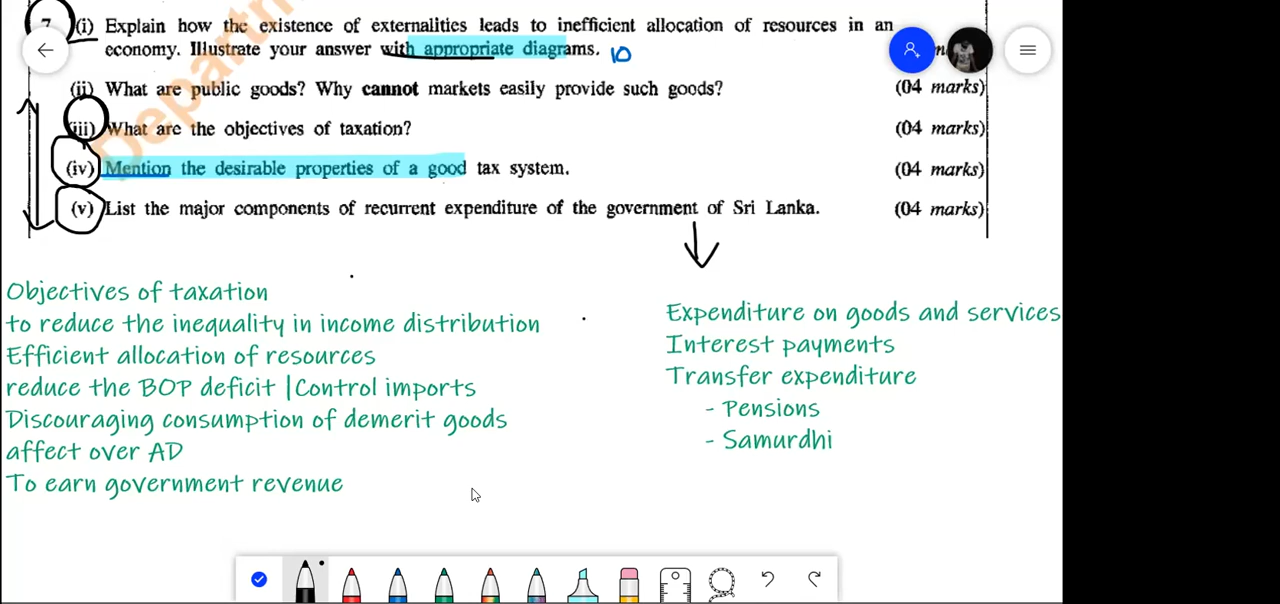 7 (i) Explain how the existence of externalities leads to inefficient allocation of resources in an
economy. Illustrate your answer with appropriate diagrams. 10
(ii) What are public goods? Why cannot markets easily provide such goods? (04 marks)
(iii) What are the objectives of taxation? (04 marks)
(iv) Mention the desirable properties of a good tax system. (04 marks)
(v) List the major components of recurrent expenditure of the government of Sri Lanka. (04 marks)
Objectives of taxation
to reduce the inequality in income distribution
Efficient allocation of resources
reduce the BOP deficit |Control imports
Discouraging consumption of demerit goods
affect over AD
To earn government revenue
Expenditure on goods and services
Interest payments
Transfer expenditure
- Pensions
- Samurdhi